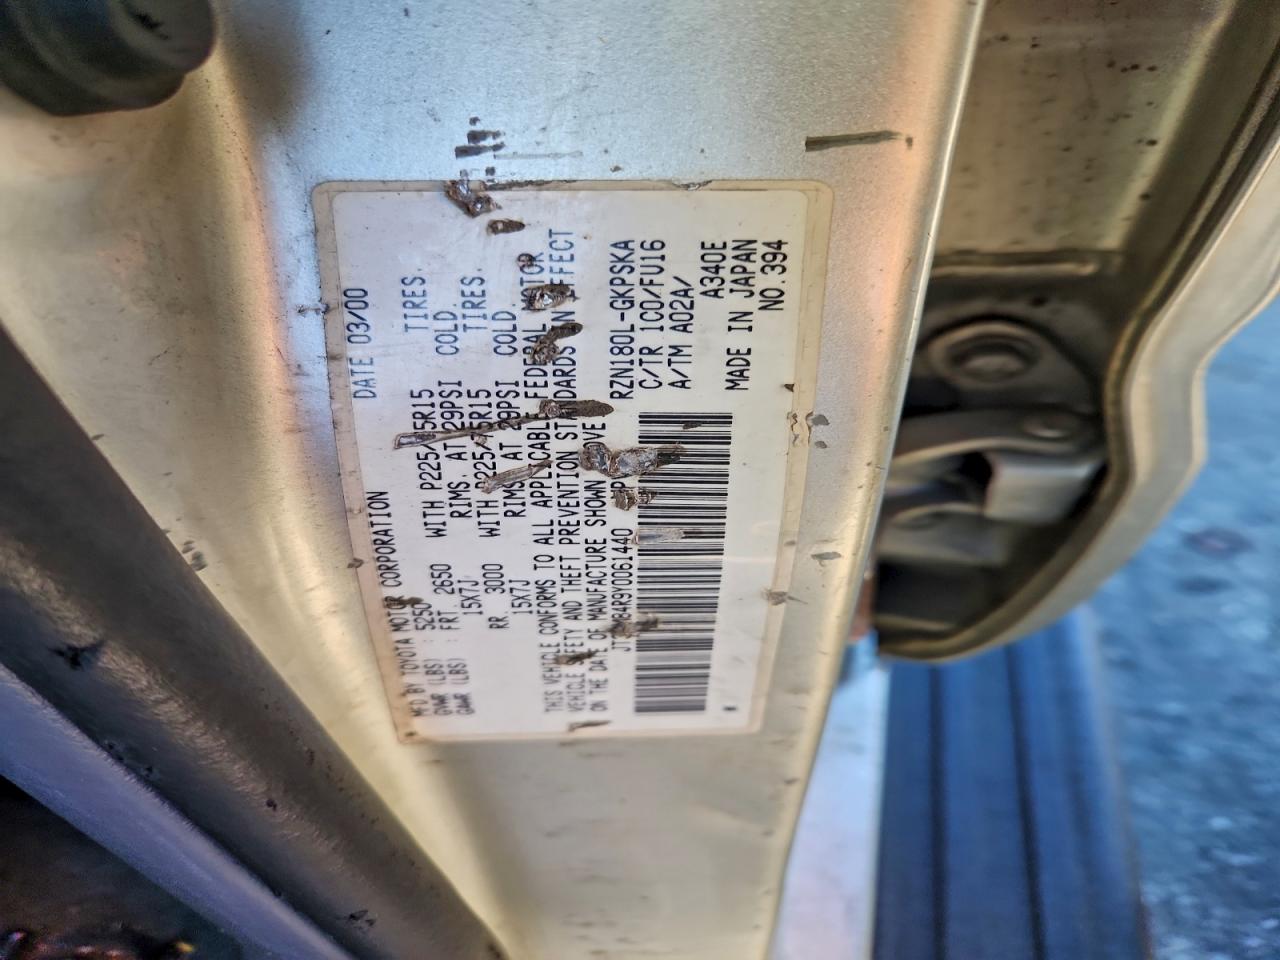 MFD BY TOYOTA MOTOR CORPORATION DATE 03/00
GVWR (LBS) : 5250
GAWR (LBS) : FRT. 2650 WITH P225/75R15 TIRES.
15X7J RIMS. AT 29PSI COLD.
RR. 3000 WITH P225/75R15 TIRES.
15X7J RIMS AT 29PSI COLD.
THIS VEHICLE CONFORMS TO ALL APPLICABLE FEDERAL MOTOR
VEHICLE SAFETY AND THEFT PREVENTION STANDARDS IN EFFECT
ON THE DATE OF MANUFACTURE SHOWN ABOVE
RZN180L-GKPSKA
C/TR 1C0/FU16
A/TM A02A/
A340E
MADE IN JAPAN
NO.394